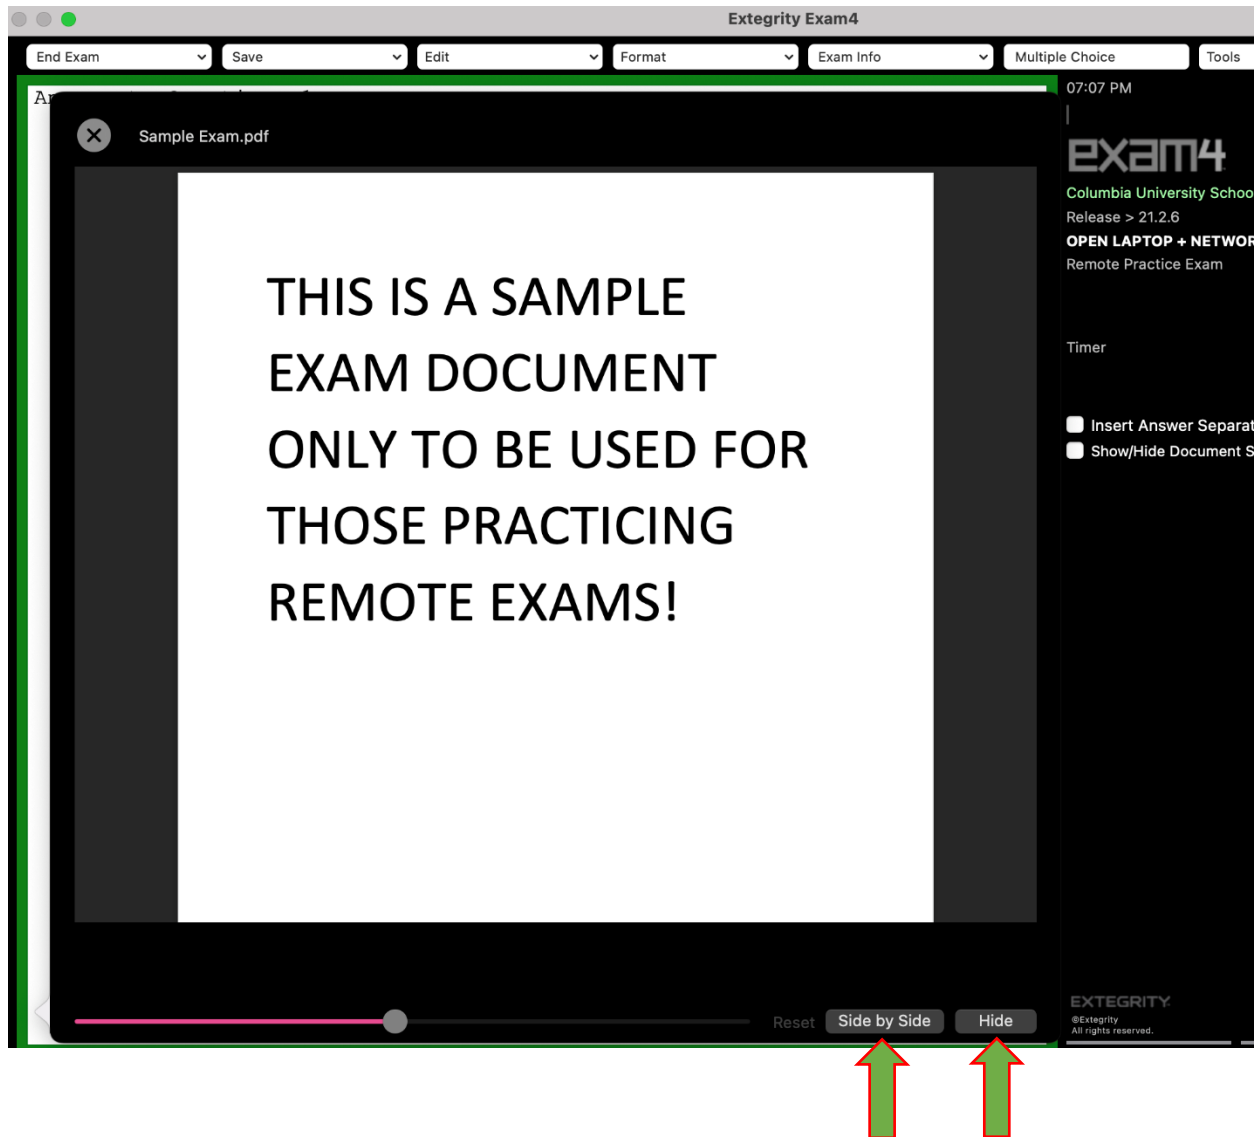 Extegrity Exam4
End Exam Save Edit Format Exam Info Multiple Choice Tools
07:07 PM
Sample Exam.pdf
exam4
Columbia University Schoo
Release > 21.2.6
OPEN LAPTOP + NETWOR
Remote Practice Exam
Timer
Insert Answer Separat
Show/Hide Document S
THIS IS A SAMPLE
EXAM DOCUMENT
ONLY TO BE USED FOR
THOSE PRACTICING
REMOTE EXAMS!
Reset Side by Side Hide
EXTEGRITY
©Extegrity
All rights reserved.